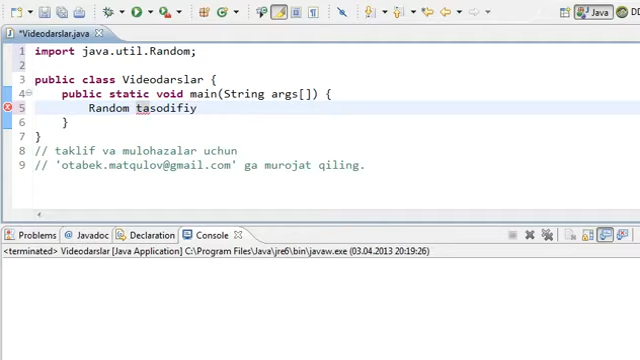 Java
*Videodarslar.java
1 import java.util.Random;
2
3 public class Videodarslar {
4 public static void main(String args[]) {
5 Random tasodifiy
6 }
7 }
8 // taklif va mulohazalar uchun
9 // 'otabek.matqulov@gmail.com' ga murojat qiling.
Problems @ Javadoc Declaration Console
<terminated> Videodarslar [Java Application] C:\Program Files\Java\jre6\bin\javaw.exe (03.04.2013 20:19:26)